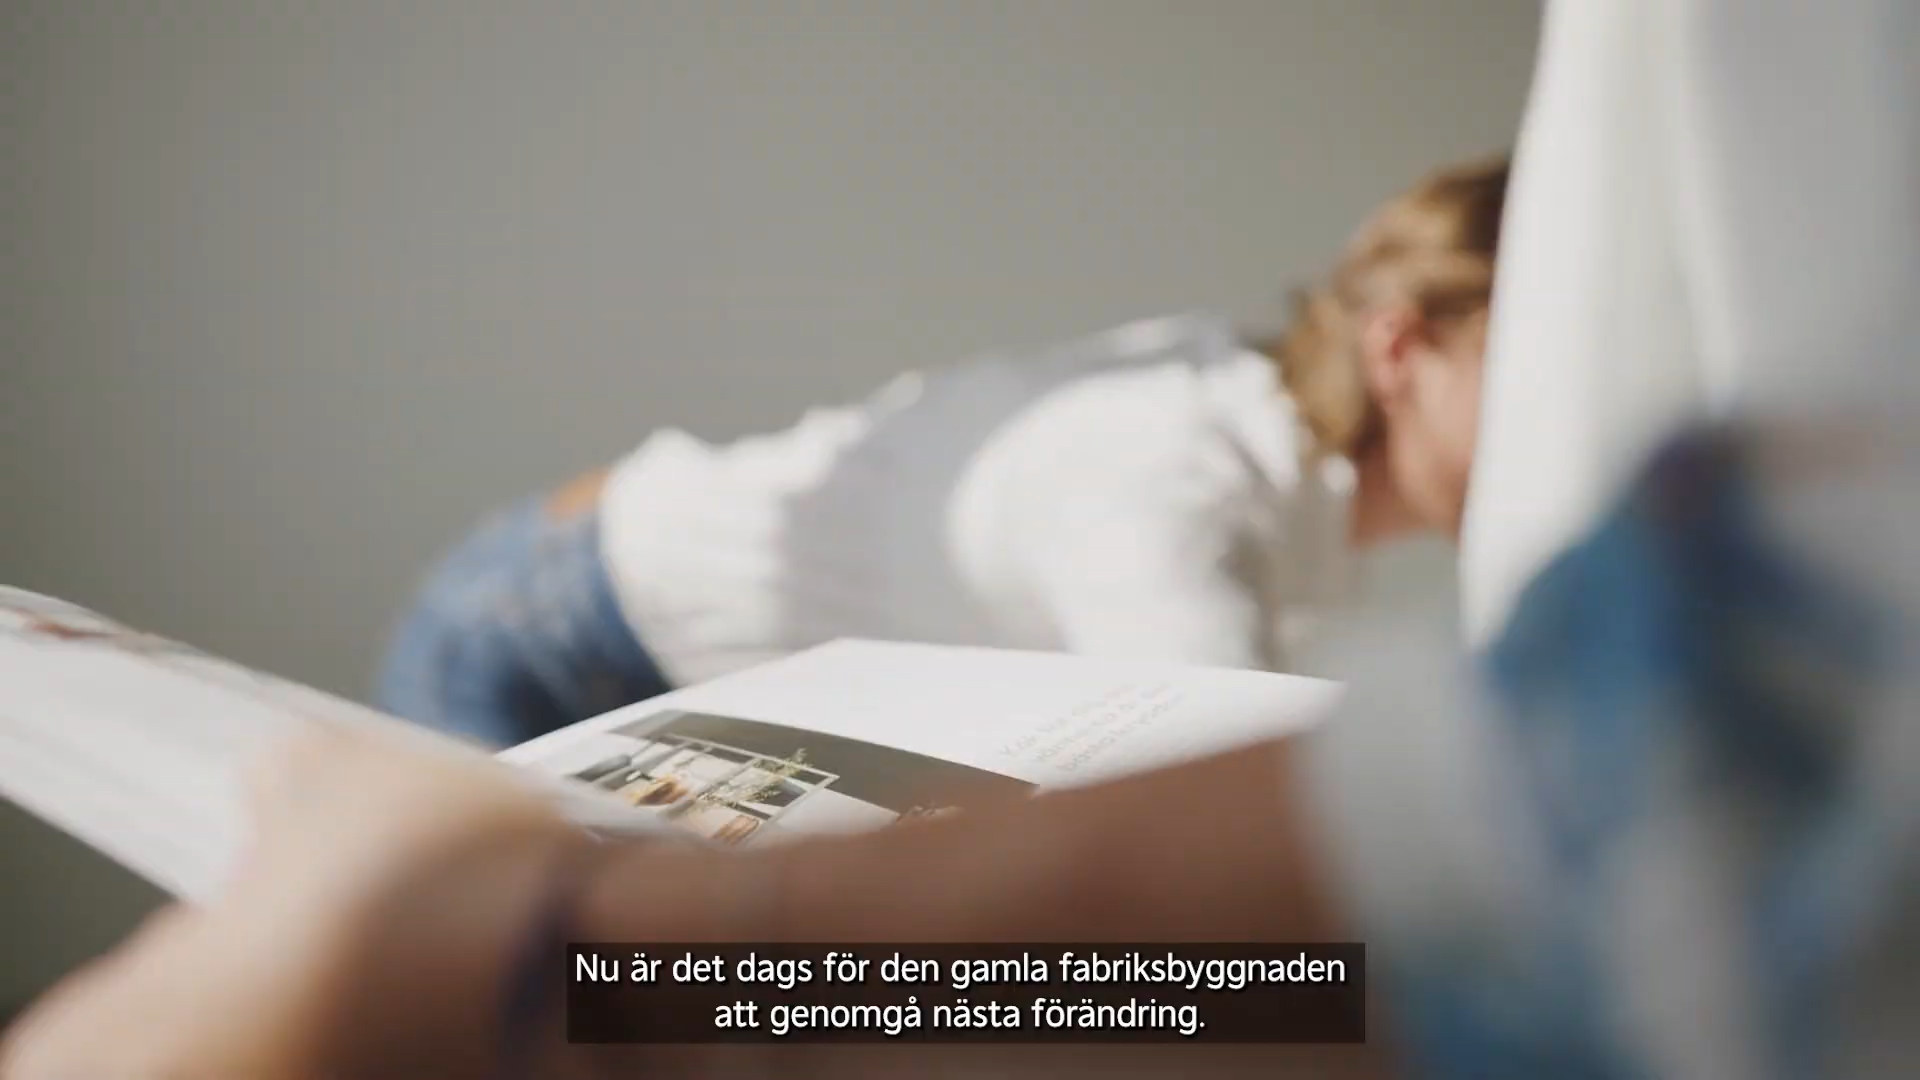 Nu är det dags för den gamla fabriksbyggnaden
att genomgå nästa förändring.